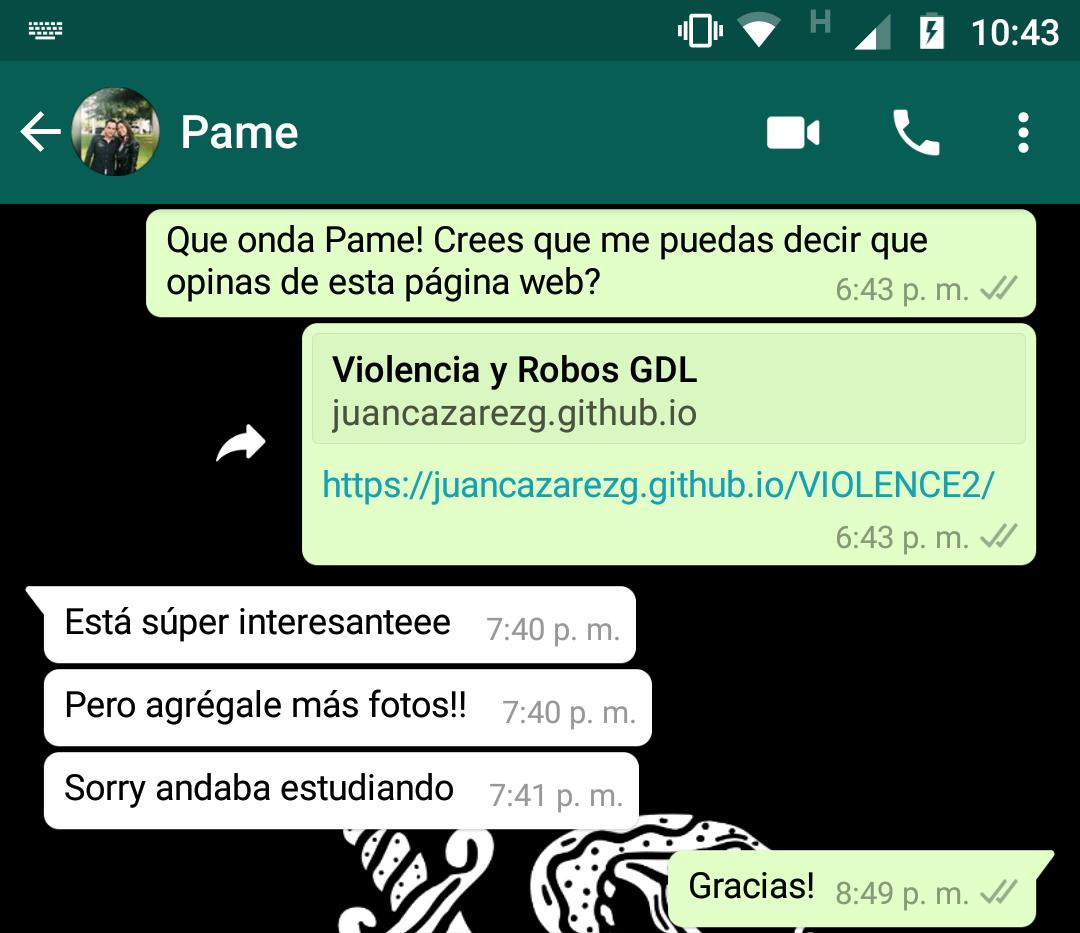 H 10:43
Pame
Que onda Pame! Crees que me puedas decir que
opinas de esta página web? 6:43 p. m.
Violencia y Robos GDL
juancazarezg.github.io
https://juancazarezg.github.io/VIOLENCE2/
6:43 p. m.
Está súper interesanteee 7:40 p. m.
Pero agrégale más fotos!! 7:40 p. m.
Sorry andaba estudiando 7:41 p. m.
Gracias! 8:49 p. m.